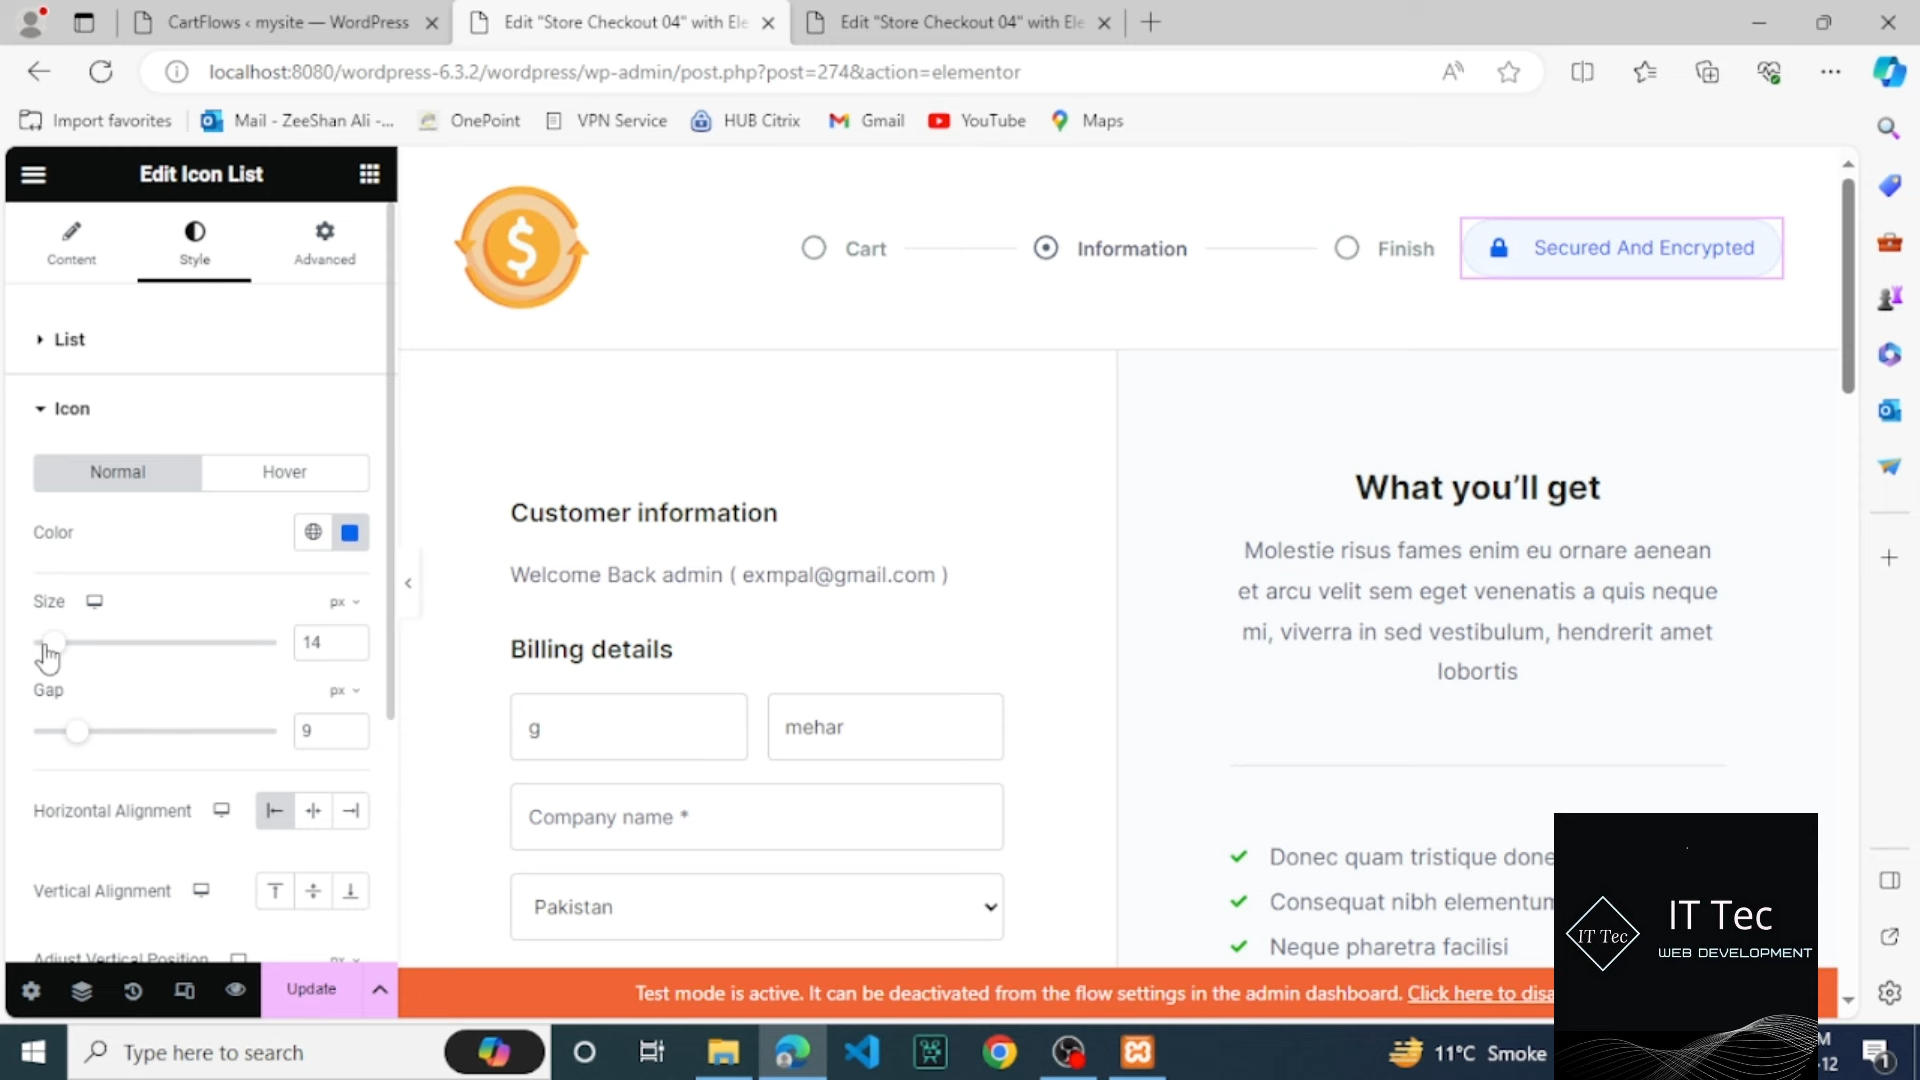 CartFlows ‹ mysite — WordPress
Edit "Store Checkout 04" with Ele
Edit "Store Checkout 04" with Ele
localhost:8080/wordpress-6.3.2/wordpress/wp-admin/post.php?post=274&action=elementor
Import favorites
Mail - ZeeShan Ali -...
OnePoint
VPN Service
HUB Citrix
Gmail
YouTube
Maps
Edit Icon List
Content
Style
Advanced
List
Icon
Normal
Hover
Color
Size
px
14
Gap
px
9
Horizontal Alignment
Vertical Alignment
Adjust Vertical Position
px
Update
$
Cart
Information
Finish
Secured And Encrypted
Customer information
Welcome Back admin ( exmpal@gmail.com )
Billing details
g
mehar
Company name *
Pakistan
What you’ll get
Molestie risus fames enim eu ornare aenean
et arcu velit sem eget venenatis a quis neque
mi, viverra in sed vestibulum, hendrerit amet
lobortis
Donec quam tristique done
Consequat nibh elementum
Neque pharetra facilisi
Test mode is active. It can be deactivated from the flow settings in the admin dashboard. Click here to disa
IT Tec
IT Tec
WEB DEVELOPMENT
Type here to search
11°C Smoke
M
-12
1